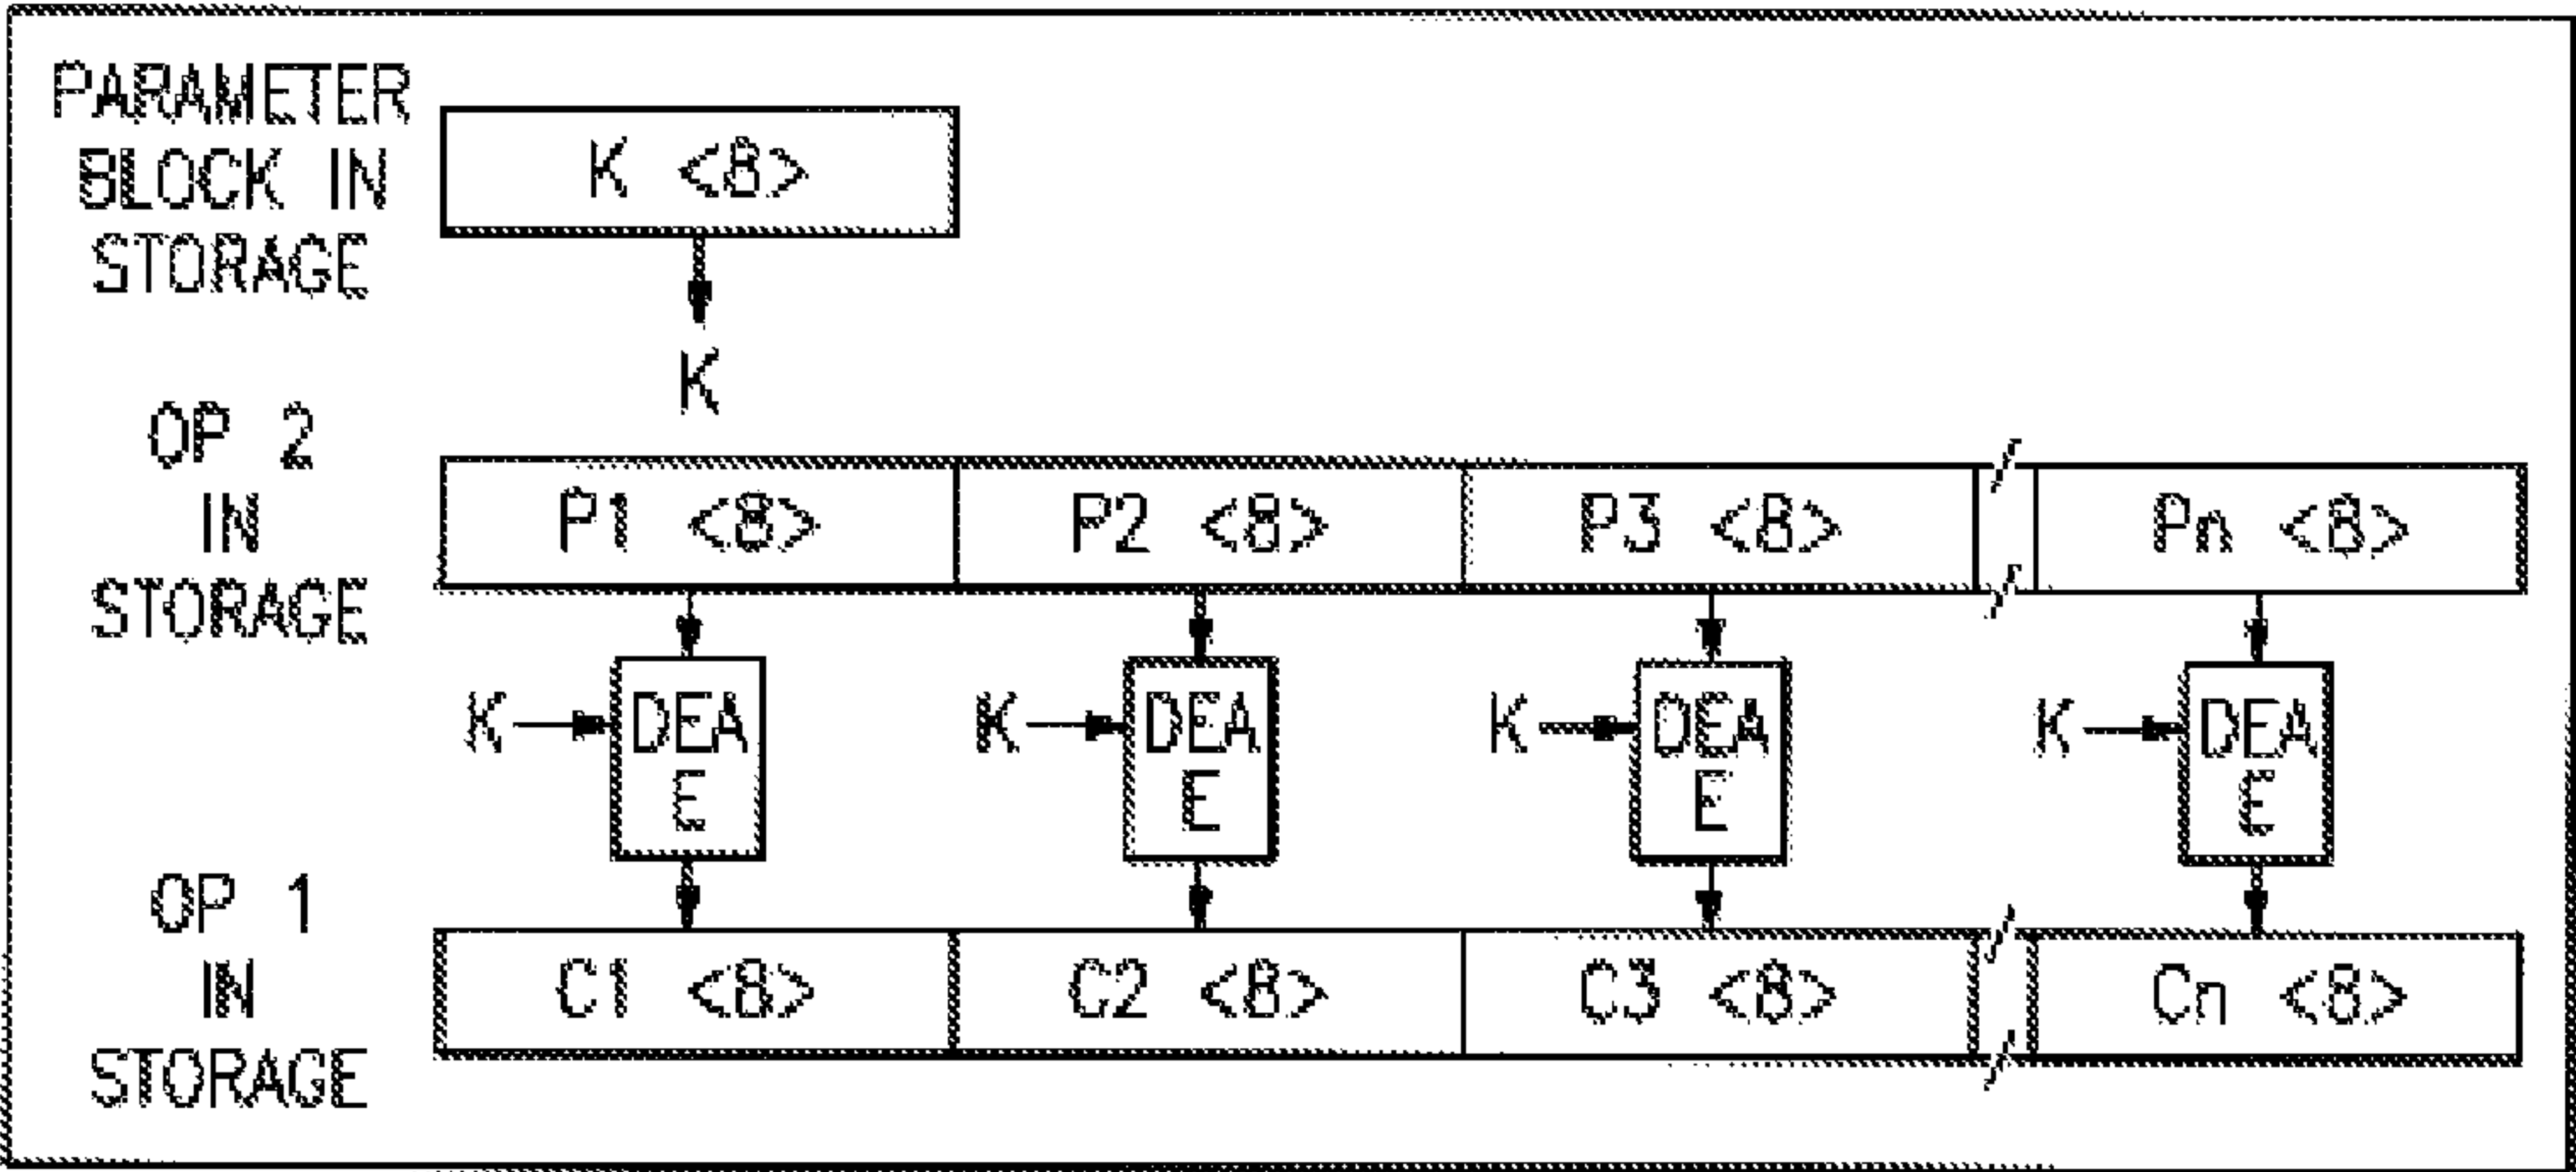 PARAMETER
BLOCK IN
STORAGE
K <8>
K
OP 2
IN
STORAGE
P1 <8> P2 <8> P3 <8> Pn <8>
K DEA K DEA K DEA K DEA
E E E E
OP 1
IN
STORAGE
C1 <8> C2 <8> C3 <8> Cn <8>